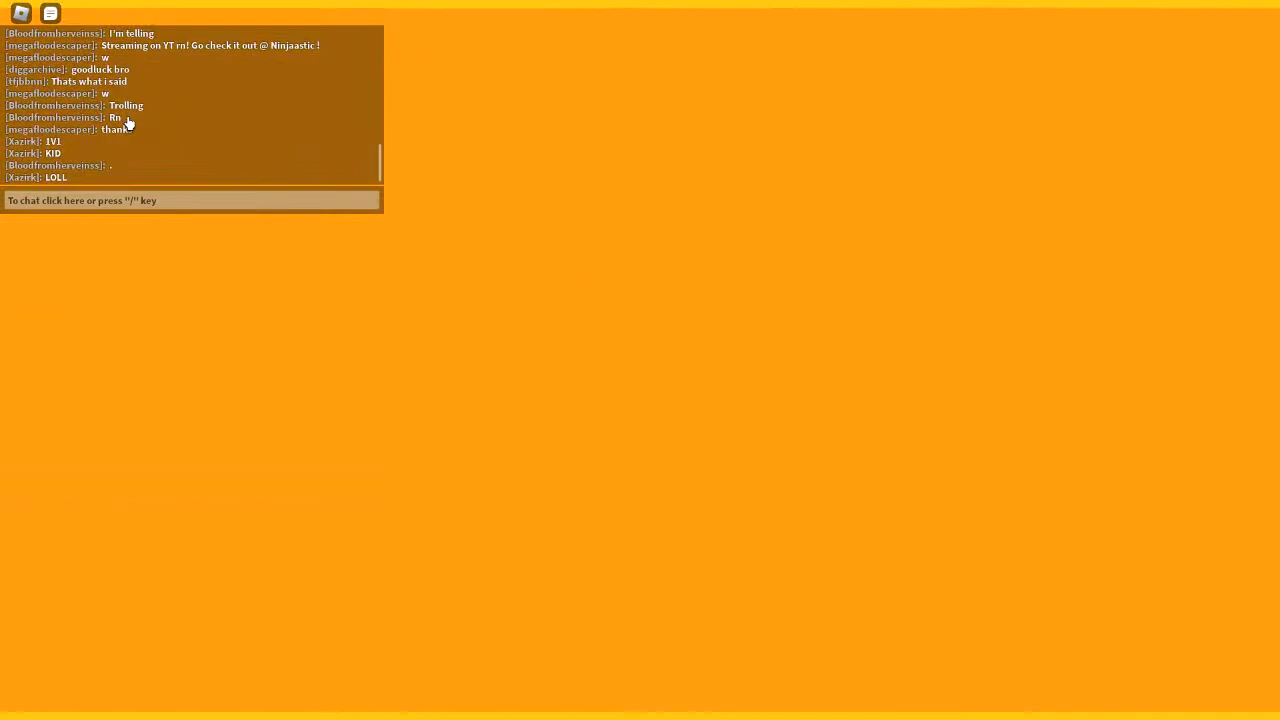 [Bloodfromherveinss]: I'm telling
[megafloodescaper]: Streaming on YT rn! Go check it out @ Ninjaastic !
[megafloodescaper]: w
[diggarchive]: goodluck bro
[tfjbbnn]: Thats what i said
[megafloodescaper]: w
[Bloodfromherveinss]: Trolling
[Bloodfromherveinss]: Rn
[megafloodescaper]:
[Xazirk]: 1V1
[Xazirk]: KID
[Bloodfromherveinss]: .
[Xazirk]: LOLL
To chat click here or press "/" key